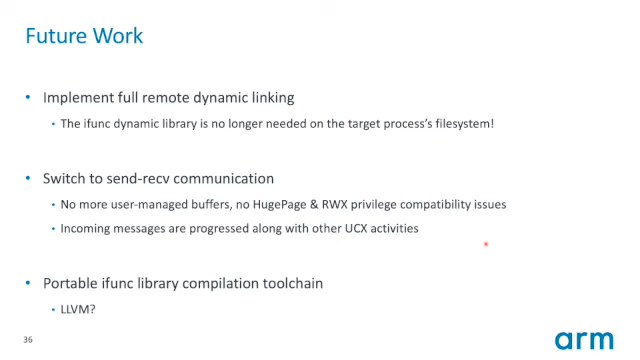 Future Work
• Implement full remote dynamic linking
• The ifunc dynamic library is no longer needed on the target process's filesystem!
• Switch to send-recv communication
• No more user-managed buffers, no HugePage & RWX privilege compatibility issues
• Incoming messages are progressed along with other UCX activities
• Portable ifunc library compilation toolchain
• LLVM?
36
arm